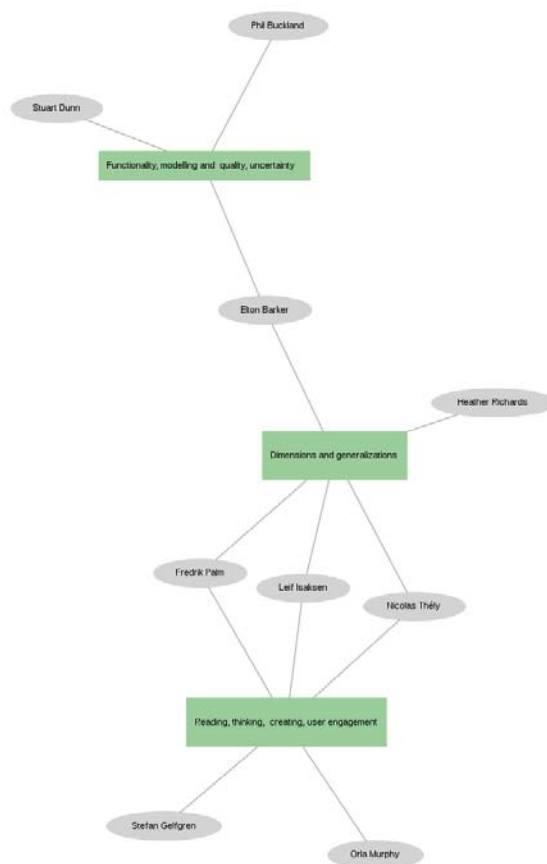 Phil Buckland
Stuart Dunn
Functionality, modelling and quality, uncertainty
Elton Barker
Heather Richards
Dimensions and generalizations
Fredrik Palm
Leif Isaksen
Nicolas Thély
Reading, thinking, creating, user engagement
Stefan Gelfgren
Orla Murphy